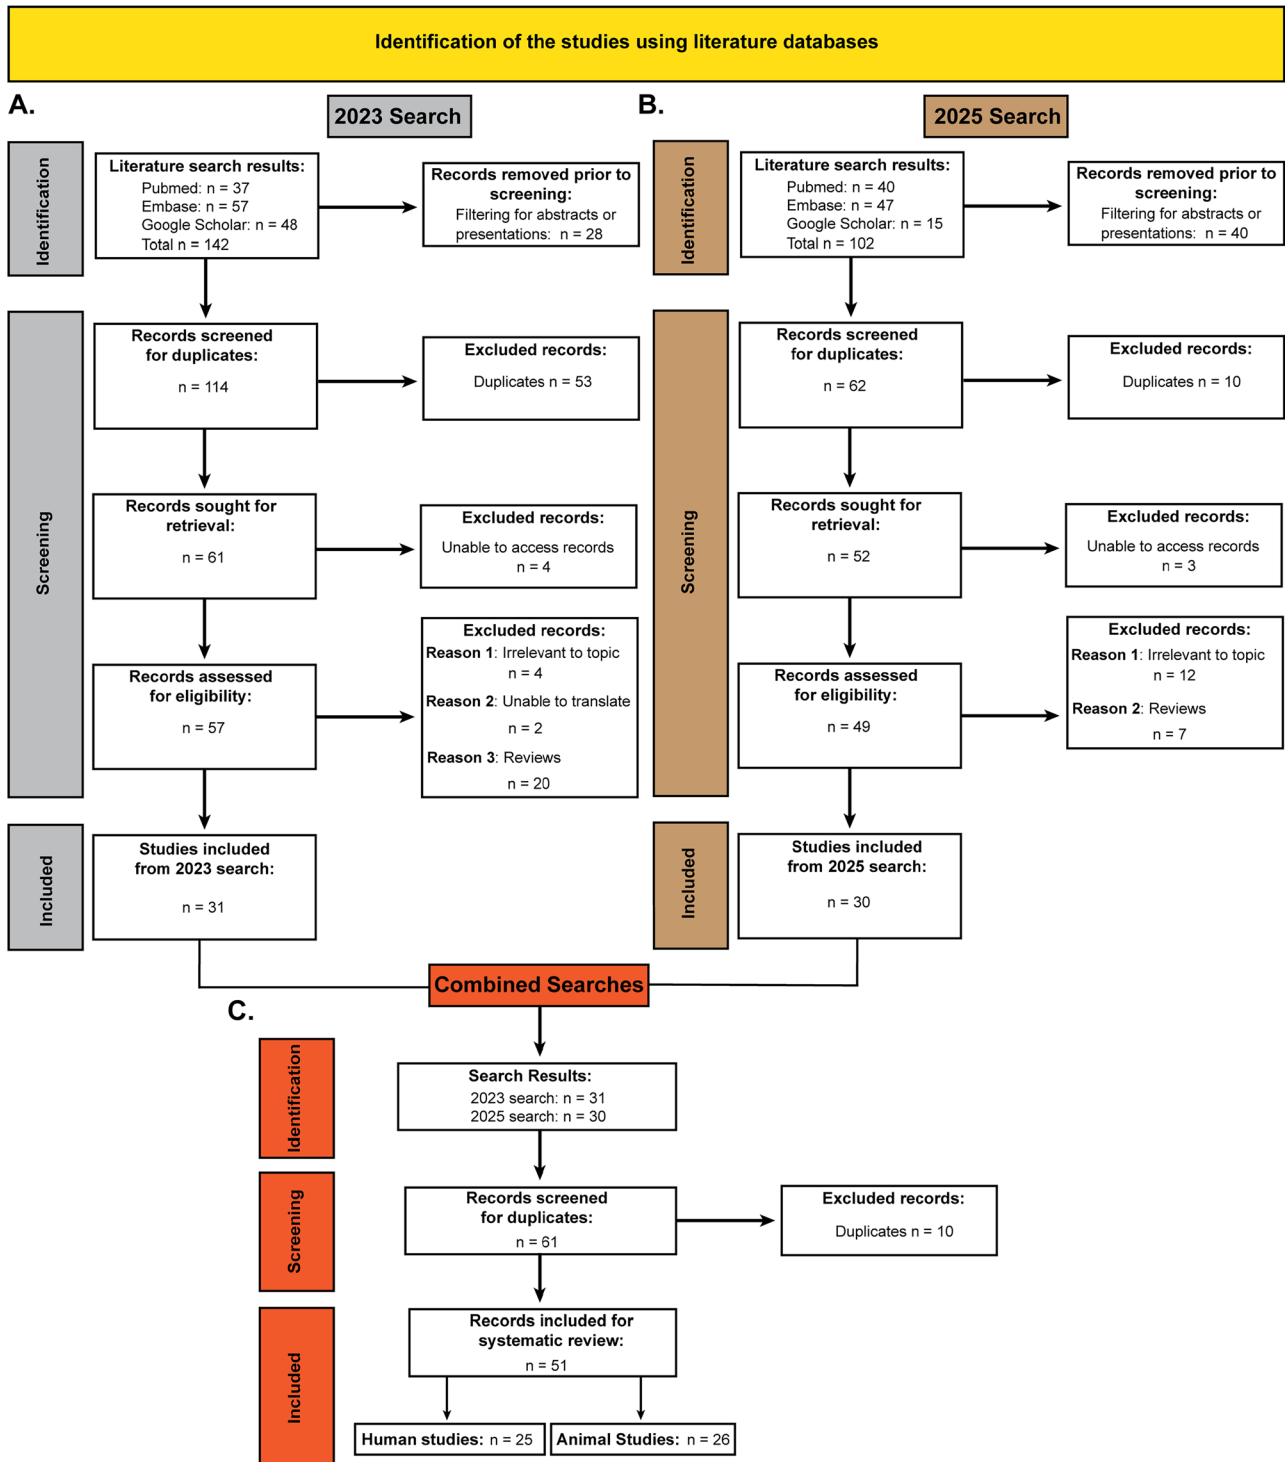 Identification of the studies using literature databases
A.
2023 Search
Identification
Literature search results:
Pubmed: n = 37
Embase: n = 57
Google Scholar: n = 48
Total n = 142
Records removed prior to
screening:
Filtering for abstracts or
presentations: n = 28
Screening
Records screened
for duplicates:
n = 114
Excluded records:
Duplicates n = 53
Records sought for
retrieval:
n = 61
Excluded records:
Unable to access records
n = 4
Records assessed
for eligibility:
n = 57
Excluded records:
Reason 1: Irrelevant to topic
n = 4
Reason 2: Unable to translate
n = 2
Reason 3: Reviews
n = 20
Included
Studies included
from 2023 search:
n = 31
B.
2025 Search
Identification
Literature search results:
Pubmed: n = 40
Embase: n = 47
Google Scholar: n = 15
Total n = 102
Records removed prior to
screening:
Filtering for abstracts or
presentations: n = 40
Screening
Records screened
for duplicates:
n = 62
Excluded records:
Duplicates n = 10
Records sought for
retrieval:
n = 52
Excluded records:
Unable to access records
n = 3
Records assessed
for eligibility:
n = 49
Excluded records:
Reason 1: Irrelevant to topic
n = 12
Reason 2: Reviews
n = 7
Included
Studies included
from 2025 search:
n = 30
Combined Searches
C.
Identification
Search Results:
2023 search: n = 31
2025 search: n = 30
Screening
Records screened
for duplicates:
n = 61
Excluded records:
Duplicates n = 10
Included
Records included for
systematic review:
n = 51
Human studies: n = 25
Animal Studies: n = 26